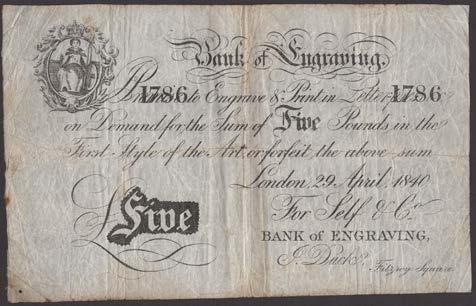 Bank of Engraving.
1786 to Engrave & Print in Letter 1786
on Demand for the Sum of Five Pounds in the
First Style of the Art, or forfeit the above sum
London, 29 April, 1840
For Self & Co
£ Five
BANK OF ENGRAVING,
Fitzroy Square